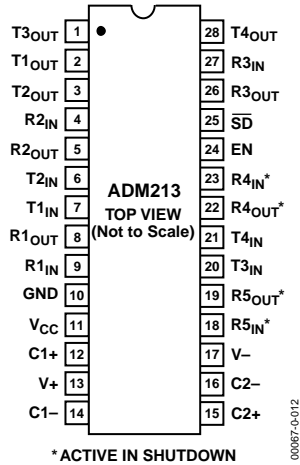 T3OUT 1
28 T4OUT
T1OUT 2
27 R3IN
T2OUT 3
26 R3OUT
R2IN 4
25 S̅D̅
R2OUT 5
24 EN
T2IN 6
23 R4IN*
T1IN 7
22 R4OUT*
R1OUT 8
21 T4IN
R1IN 9
20 T3IN
GND 10
19 R5OUT*
VCC 11
18 R5IN*
C1+ 12
17 V–
V+ 13
16 C2–
C1– 14
15 C2+
ADM213
TOP VIEW
(Not to Scale)
*ACTIVE IN SHUTDOWN
00067-0-012